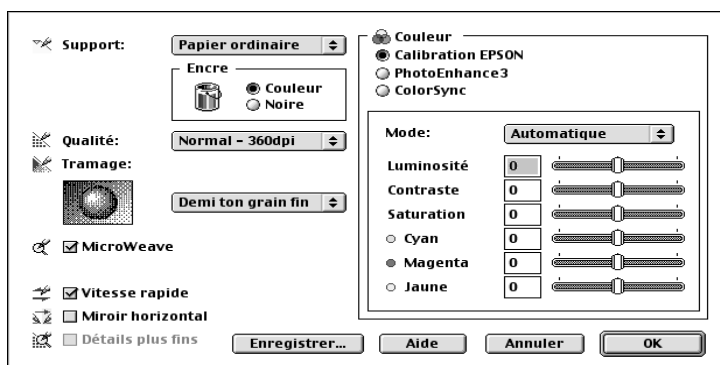 Support:
Papier ordinaire
Encre
Couleur
Noire
Qualité:
Normal - 360dpi
Tramage:
Demi ton grain fin
MicroWeave
Vitesse rapide
Miroir horizontal
Détails plus fins
Couleur
Calibration EPSON
PhotoEnhance3
ColorSync
Mode:
Automatique
Luminosité 0
Contraste 0
Saturation 0
Cyan 0
Magenta 0
Jaune 0
Enregistrer... Aide Annuler OK